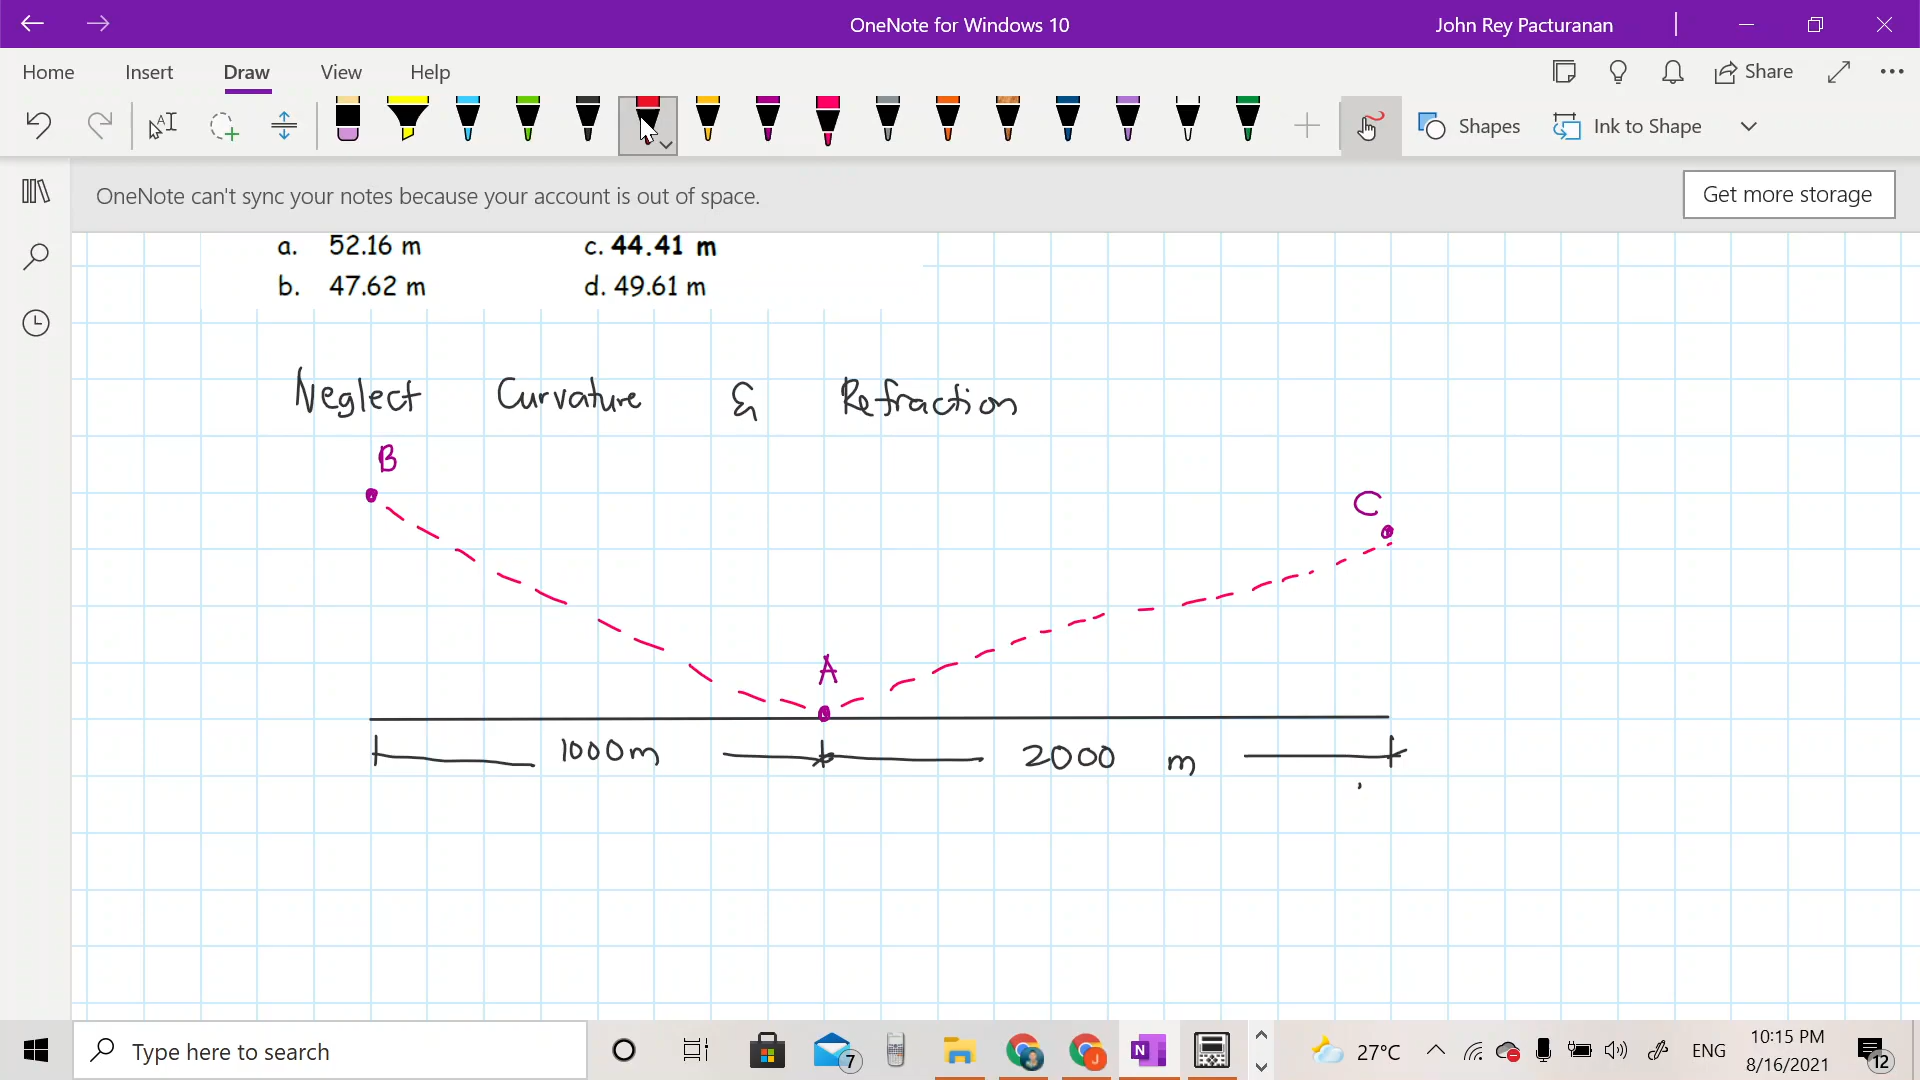 OneNote for Windows 10
John Rey Pacturanan
Home Insert Draw View Help
Share
Shapes
Ink to Shape
OneNote can't sync your notes because your account is out of space.
Get more storage
a. 52.16 m c. 44.41 m
b. 47.62 m d. 49.61 m
Neglect Curvature & Refraction
B
C
A
1000m 2000 m
Type here to search
7
N
J
27°C
ENG
10:15 PM
8/16/2021
12